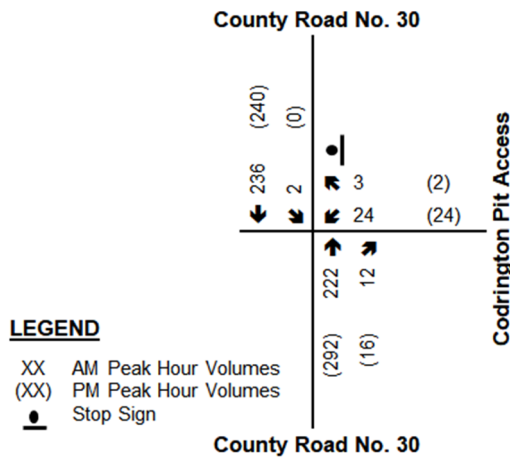 County Road No. 30
(240) (0)
236 2
3 (2)
24 (24)
Codrington Pit Access
222 12
(292) (16)
LEGEND
XX AM Peak Hour Volumes
(XX) PM Peak Hour Volumes
Stop Sign
County Road No. 30